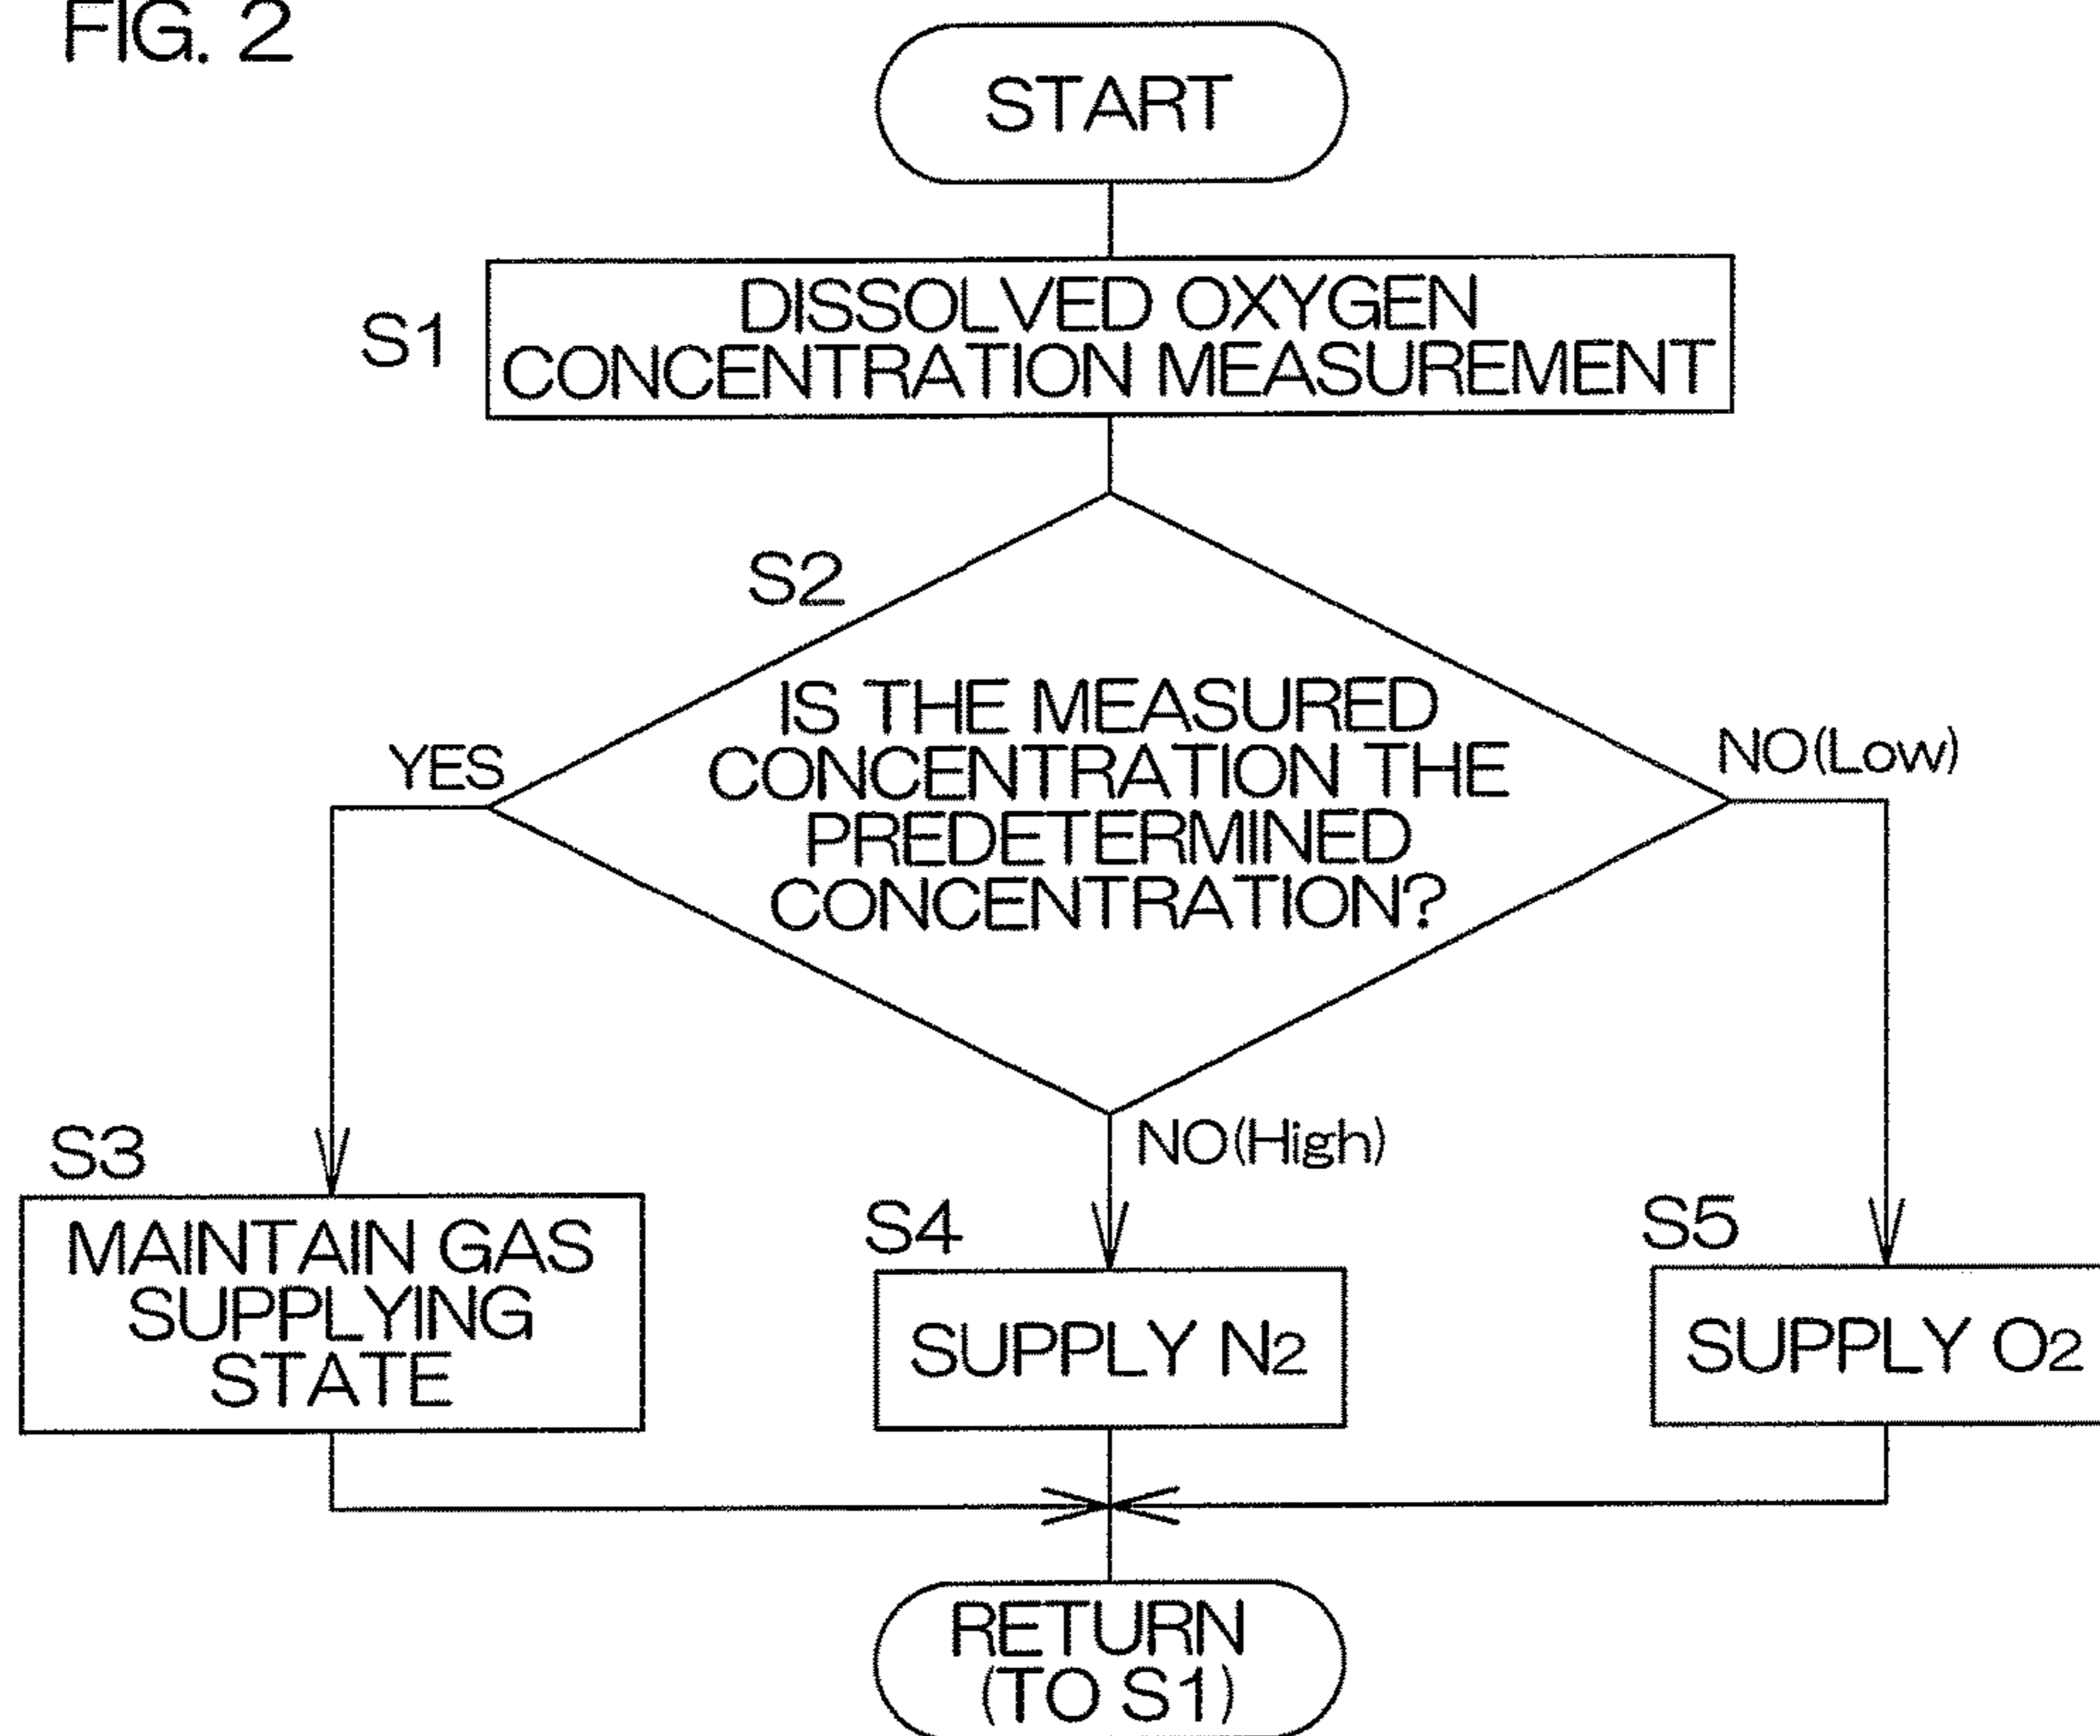 FIG. 2
START
S1
DISSOLVED OXYGEN
CONCENTRATION MEASUREMENT
S2
IS THE MEASURED
CONCENTRATION THE
PREDETERMINED
CONCENTRATION?
YES
NO(Low)
NO(High)
S3
MAINTAIN GAS
SUPPLYING
STATE
S4
SUPPLY N2
S5
SUPPLY O2
RETURN
(TO S1)